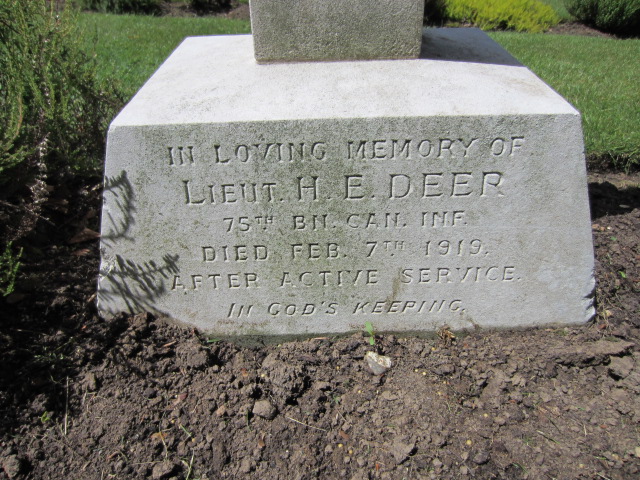 IN LOVING MEMORY OF
LIEUT. H. E. DEER
75TH BN. CAN. INF.
DIED FEB. 7TH 1919.
AFTER ACTIVE SERVICE.
IN GOD'S KEEPING.